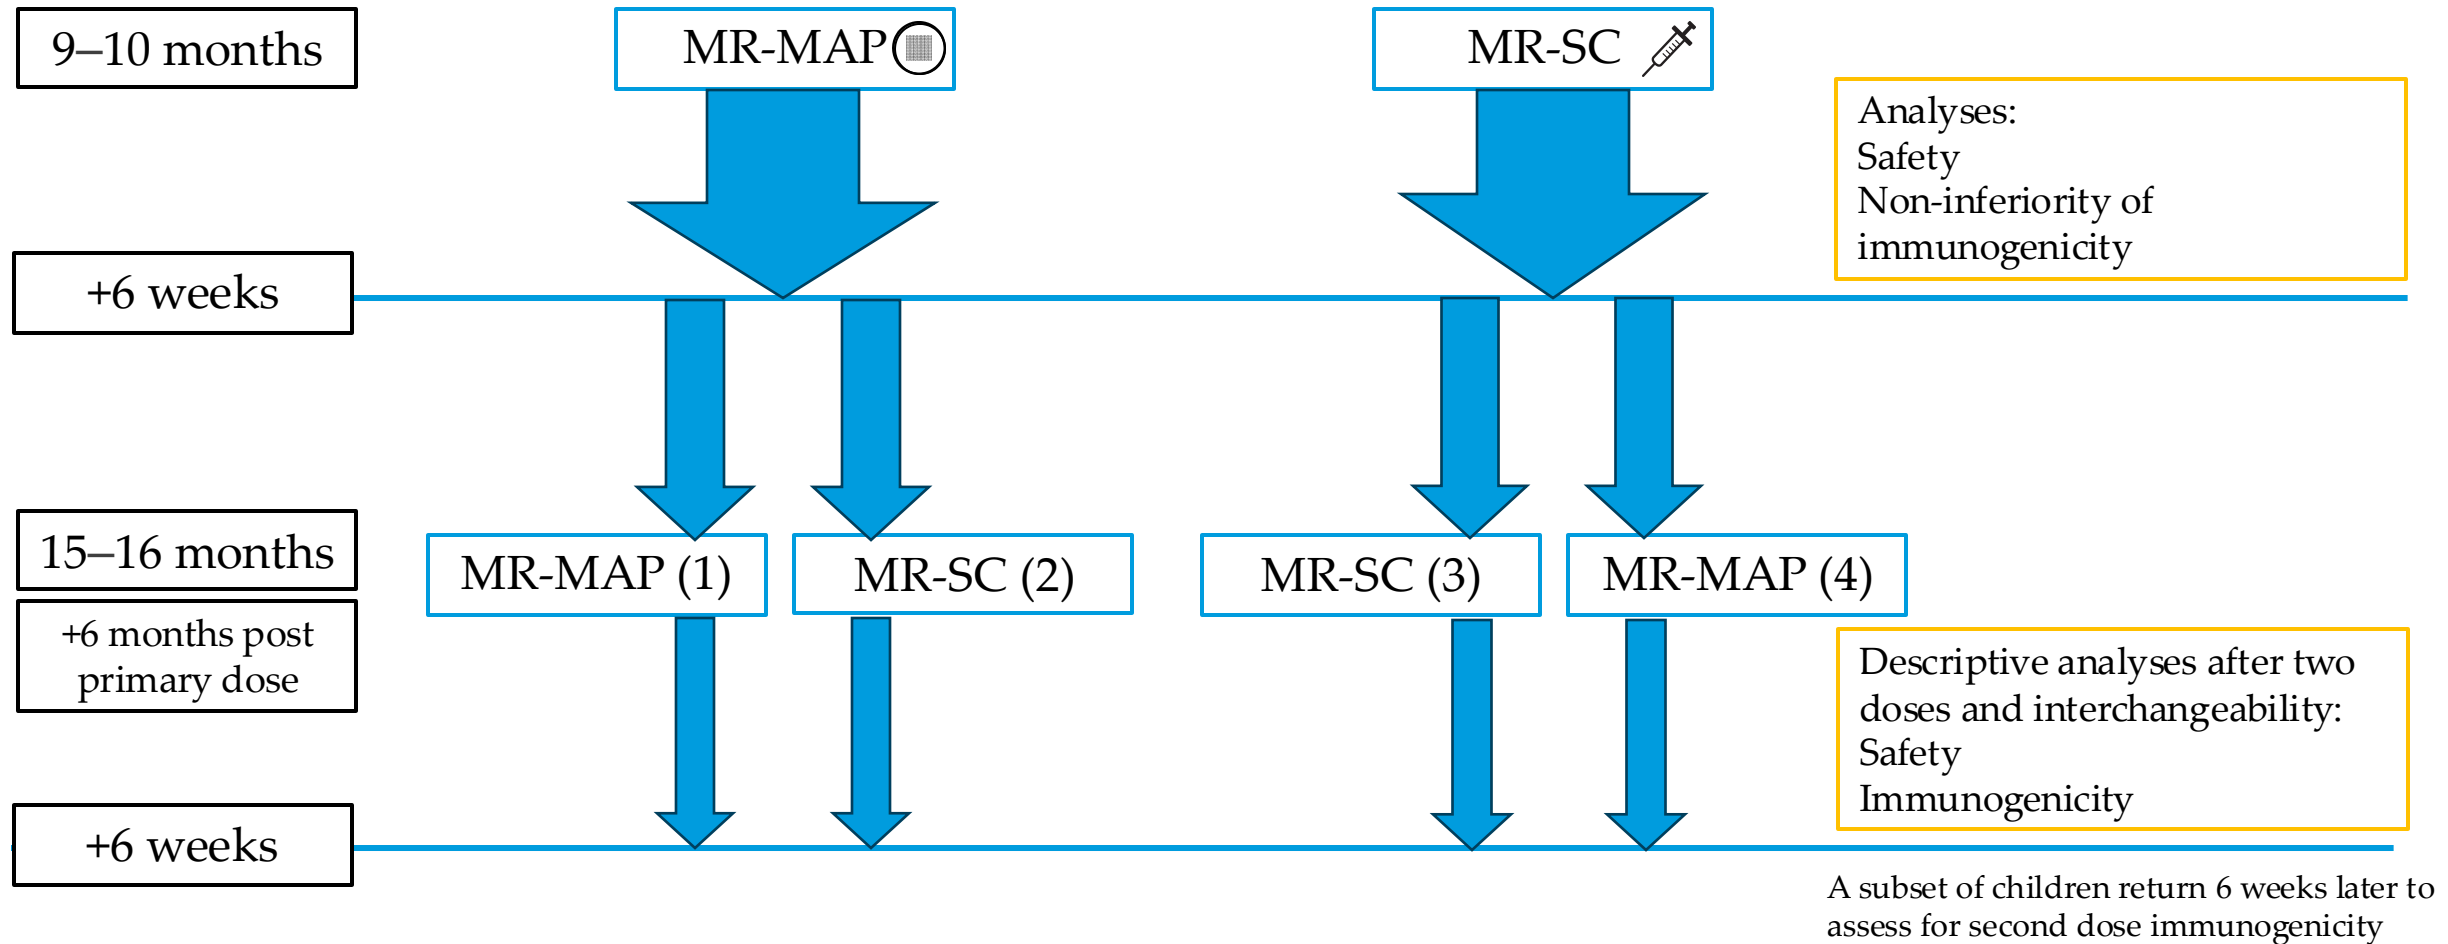 9–10 months
MR-MAP
MR-SC
Analyses:
Safety
Non-inferiority of
immunogenicity
+6 weeks
15–16 months
MR-MAP (1)
MR-SC (2)
MR-SC (3)
MR-MAP (4)
+6 months post
primary dose
Descriptive analyses after two
doses and interchangeability:
Safety
Immunogenicity
+6 weeks
A subset of children return 6 weeks later to
assess for second dose immunogenicity